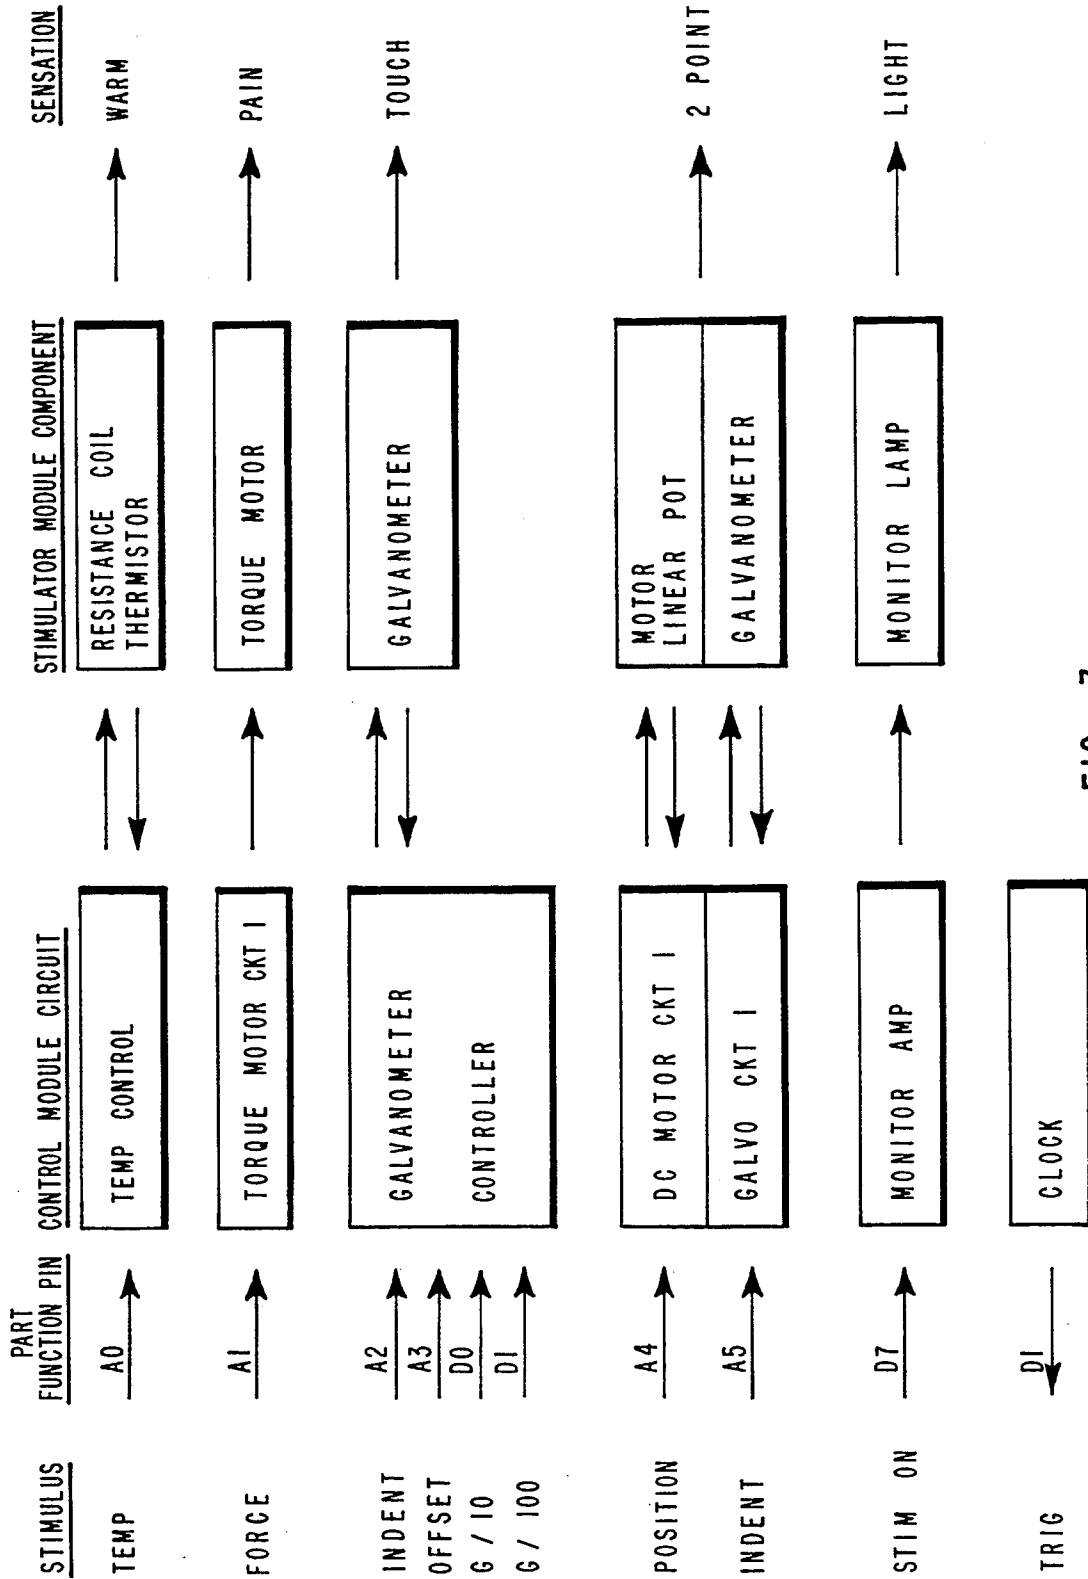 STIMULUS
PART
FUNCTION PIN
CONTROL MODULE CIRCUIT
STIMULATOR MODULE COMPONENT
SENSATION
TEMP
A0
TEMP CONTROL
RESISTANCE COIL
THERMISTOR
WARM
FORCE
A1
TORQUE MOTOR CKT 1
TORQUE MOTOR
PAIN
INDENT
OFFSET
G / 10
G / 100
A2
A3
D0
D1
GALVANOMETER
CONTROLLER
GALVANOMETER
TOUCH
POSITION
A4
DC MOTOR CKT 1
MOTOR
LINEAR POT
2 POINT
INDENT
A5
GALVO CKT 1
GALVANOMETER
STIM ON
D7
MONITOR AMP
MONITOR LAMP
LIGHT
TRIG
D1
CLOCK